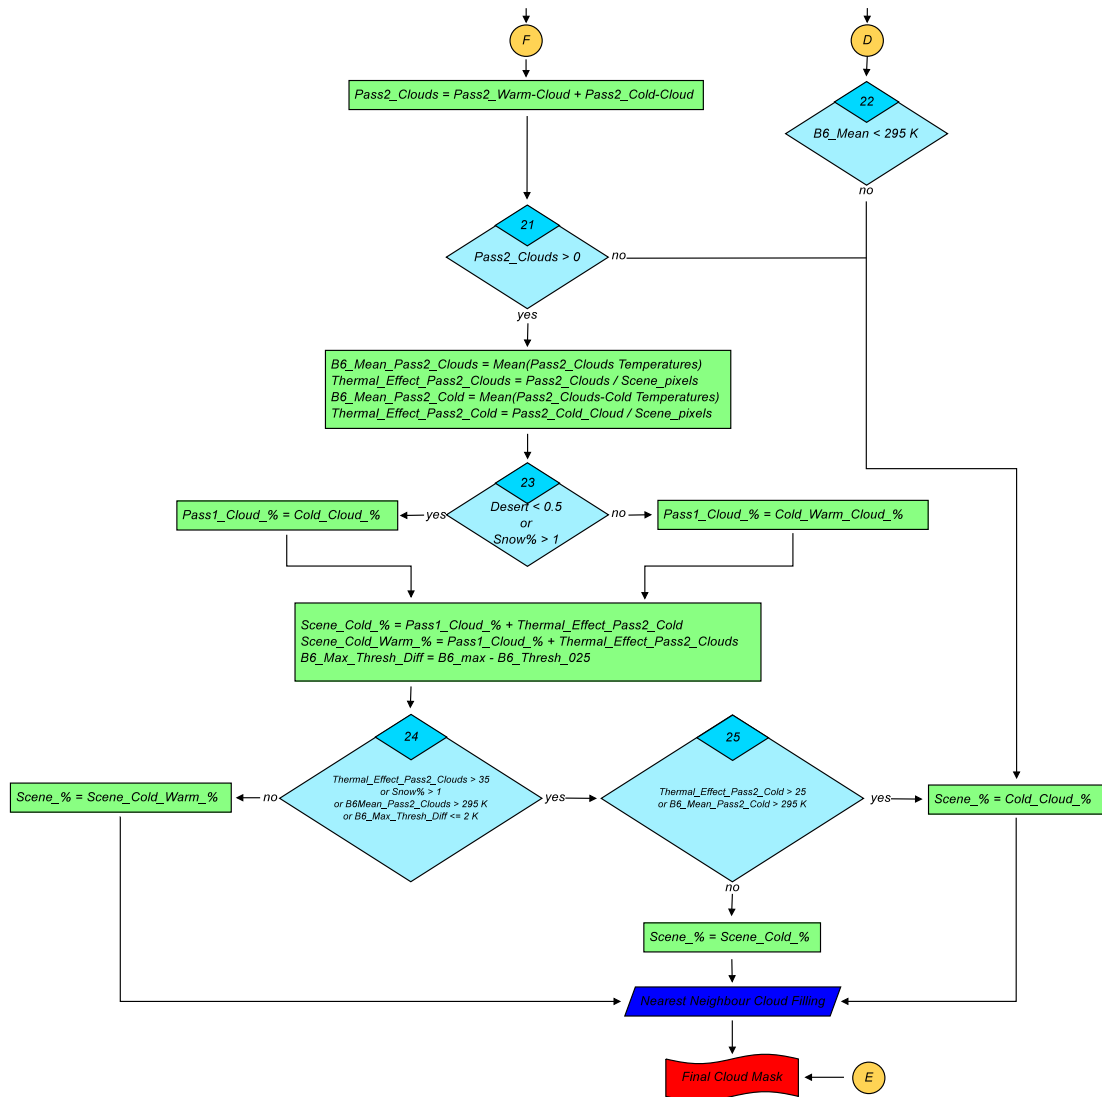 F
D
Pass2_Clouds = Pass2_Warm-Cloud + Pass2_Cold-Cloud
22
B6_Mean < 295 K
no
21
Pass2_Clouds > 0
no
yes
B6_Mean_Pass2_Clouds = Mean(Pass2_Clouds Temperatures)
Thermal_Effect_Pass2_Clouds = Pass2_Clouds / Scene_pixels
B6_Mean_Pass2_Cold = Mean(Pass2_Clouds-Cold Temperatures)
Thermal_Effect_Pass2_Cold = Pass2_Cold_Cloud / Scene_pixels
23
Desert < 0.5
or
Snow% > 1
yes
no
Pass1_Cloud_% = Cold_Cloud_%
Pass1_Cloud_% = Cold_Warm_Cloud_%
Scene_Cold_% = Pass1_Cloud_% + Thermal_Effect_Pass2_Cold
Scene_Cold_Warm_% = Pass1_Cloud_% + Thermal_Effect_Pass2_Clouds
B6_Max_Thresh_Diff = B6_max - B6_Thresh_025
24
Thermal_Effect_Pass2_Clouds > 35
or Snow% > 1
or B6Mean_Pass2_Clouds > 295 K
or B6_Max_Thresh_Diff <= 2 K
no
yes
25
Thermal_Effect_Pass2_Cold > 25
or B6_Mean_Pass2_Cold > 295 K
yes
no
Scene_% = Scene_Cold_Warm_%
Scene_% = Cold_Cloud_%
Scene_% = Scene_Cold_%
Nearest Neighbour Cloud Filling
Final Cloud Mask
E